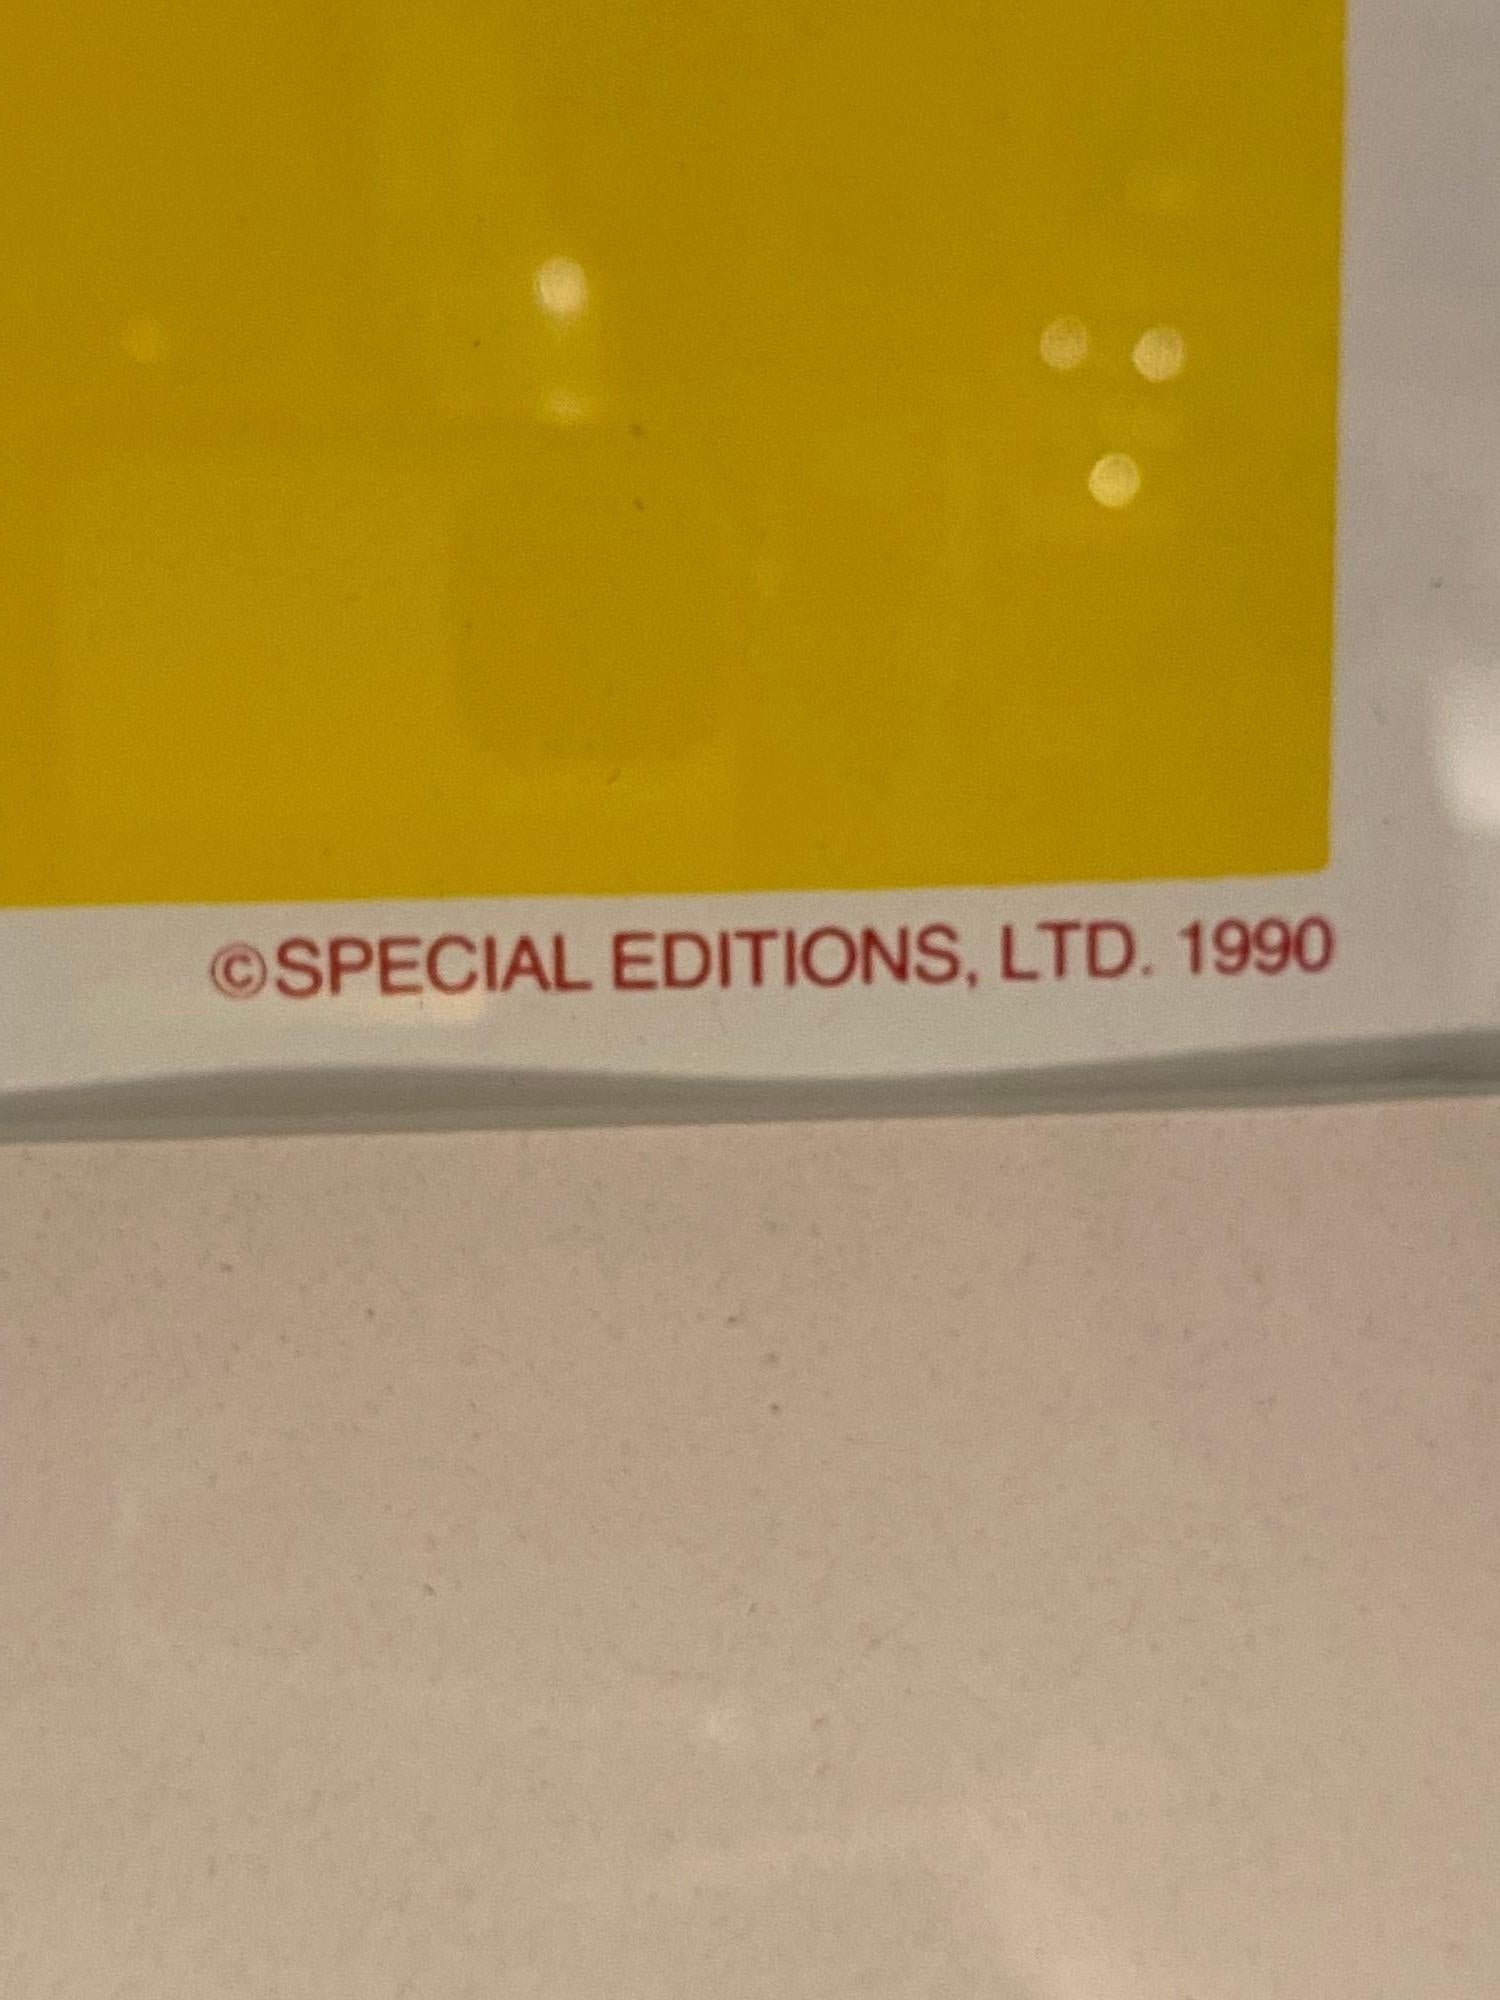 ©SPECIAL EDITIONS, LTD. 1990